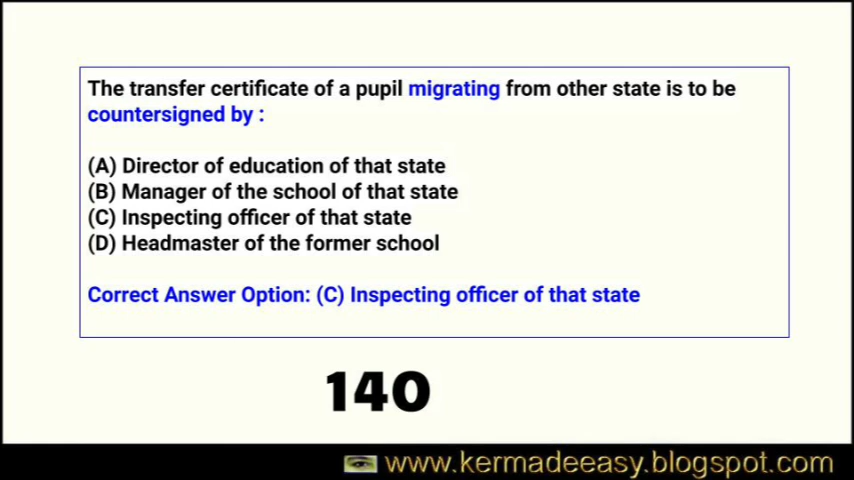 The transfer certificate of a pupil migrating from other state is to be
countersigned by :
(A) Director of education of that state
(B) Manager of the school of that state
(C) Inspecting officer of that state
(D) Headmaster of the former school
Correct Answer Option: (C) Inspecting officer of that state
140
www.kermadeeasy.blogspot.com